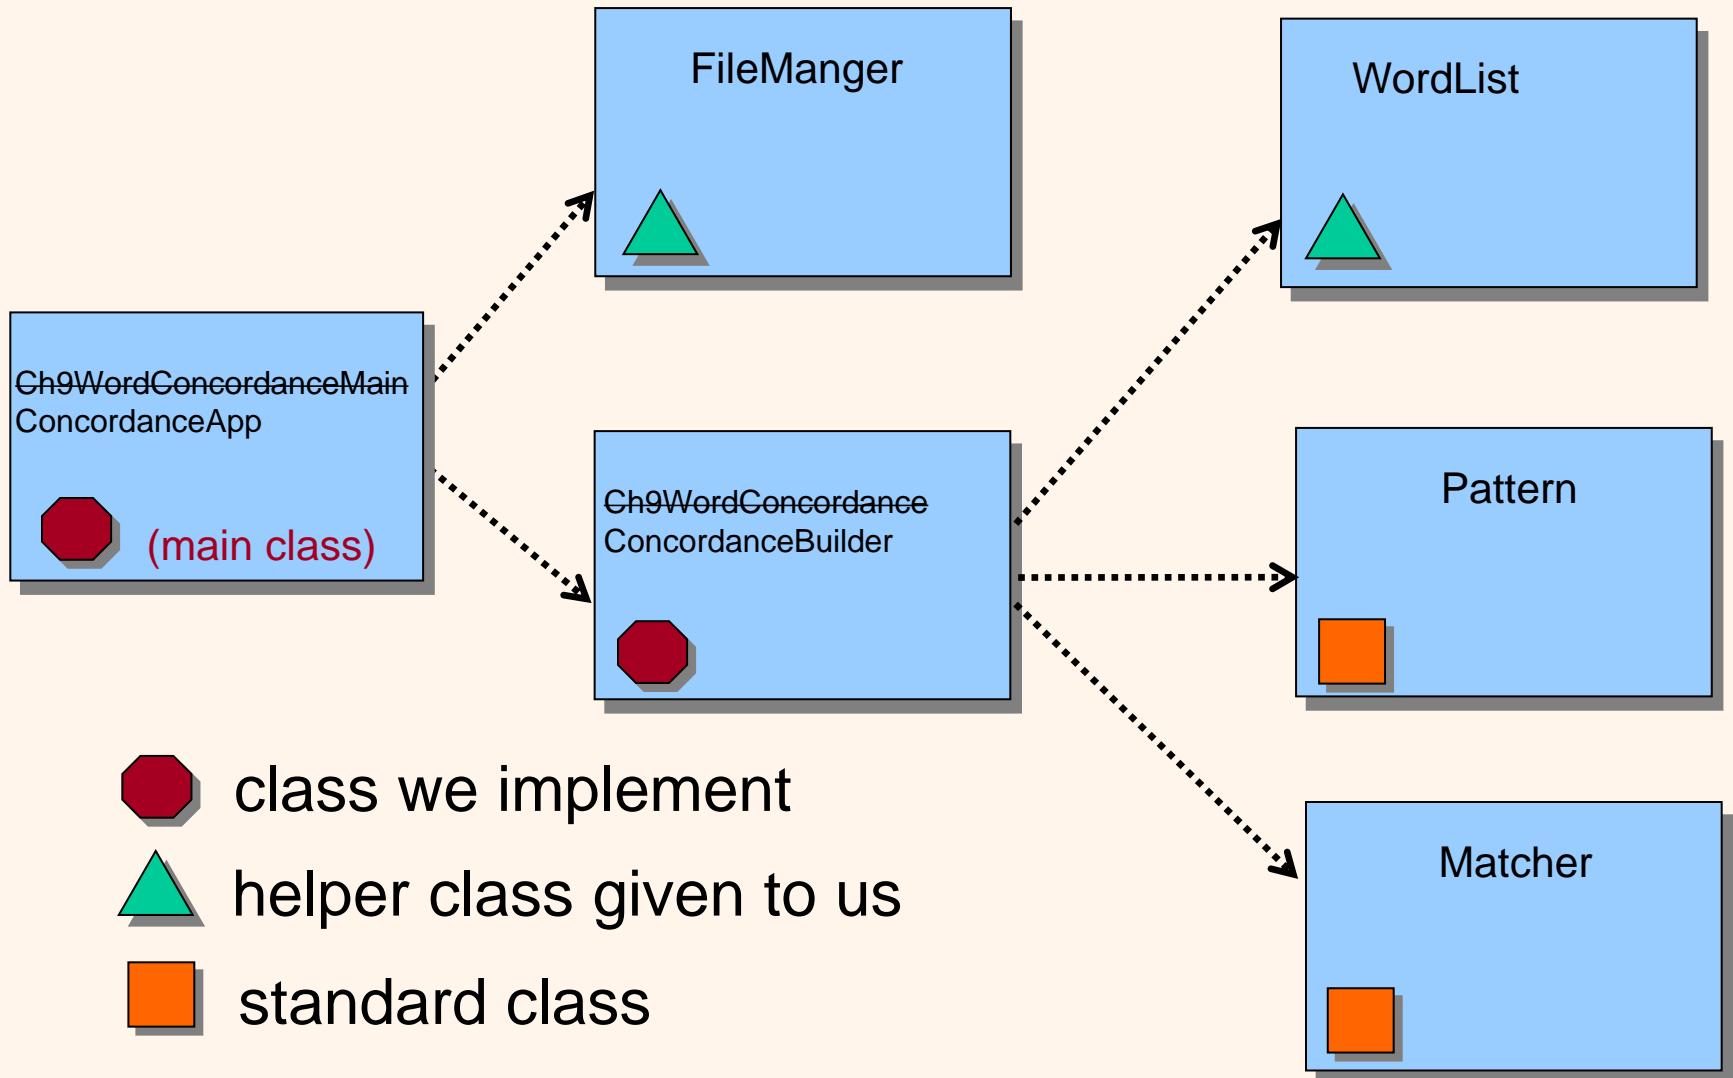 FileManger
WordList
Ch9WordConcordanceMain
ConcordanceApp
(main class)
Ch9WordConcordance
ConcordanceBuilder
Pattern
Matcher
class we implement
helper class given to us
standard class